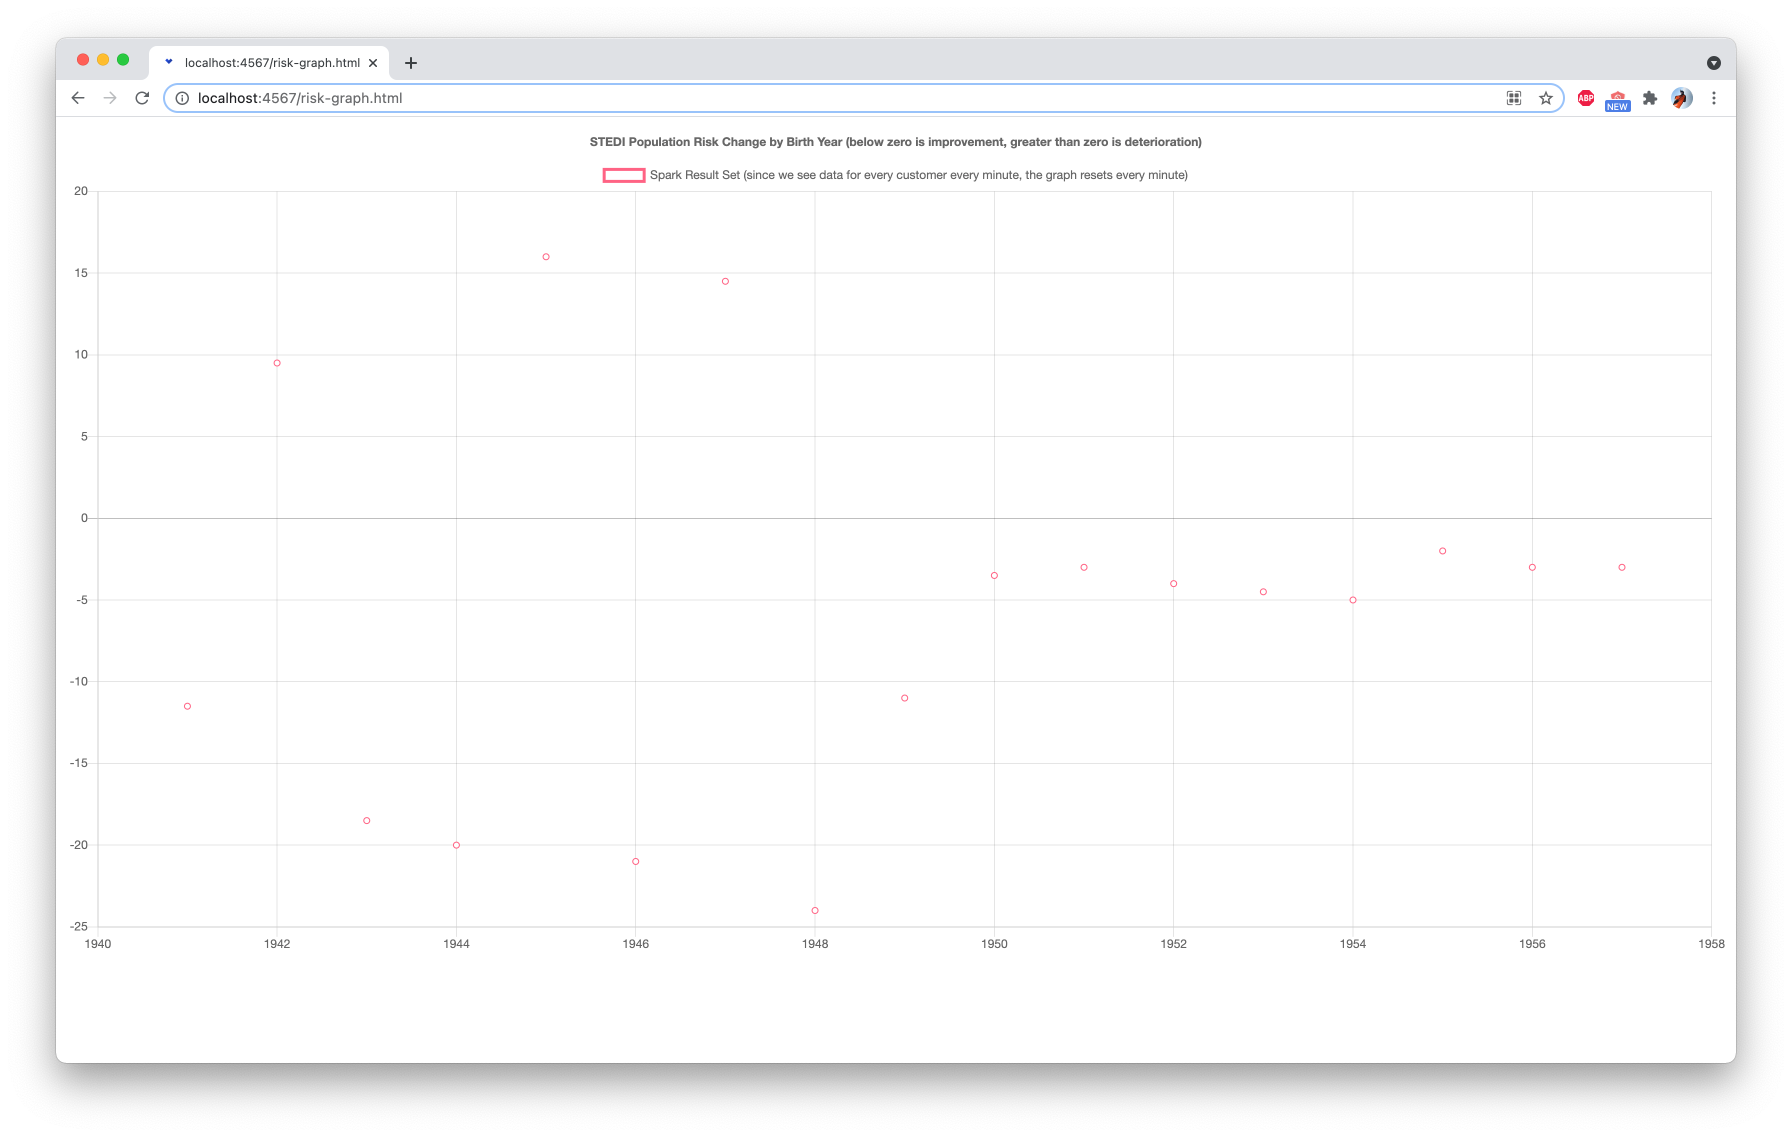 localhost:4567/risk-graph.html
localhost:4567/risk-graph.html
ABP
NEW
STEDI Population Risk Change by Birth Year (below zero is improvement, greater than zero is deterioration)
Spark Result Set (since we see data for every customer every minute, the graph resets every minute)
20
15
10
5
0
-5
-10
-15
-20
-25
1940 1942 1944 1946 1948 1950 1952 1954 1956 1958